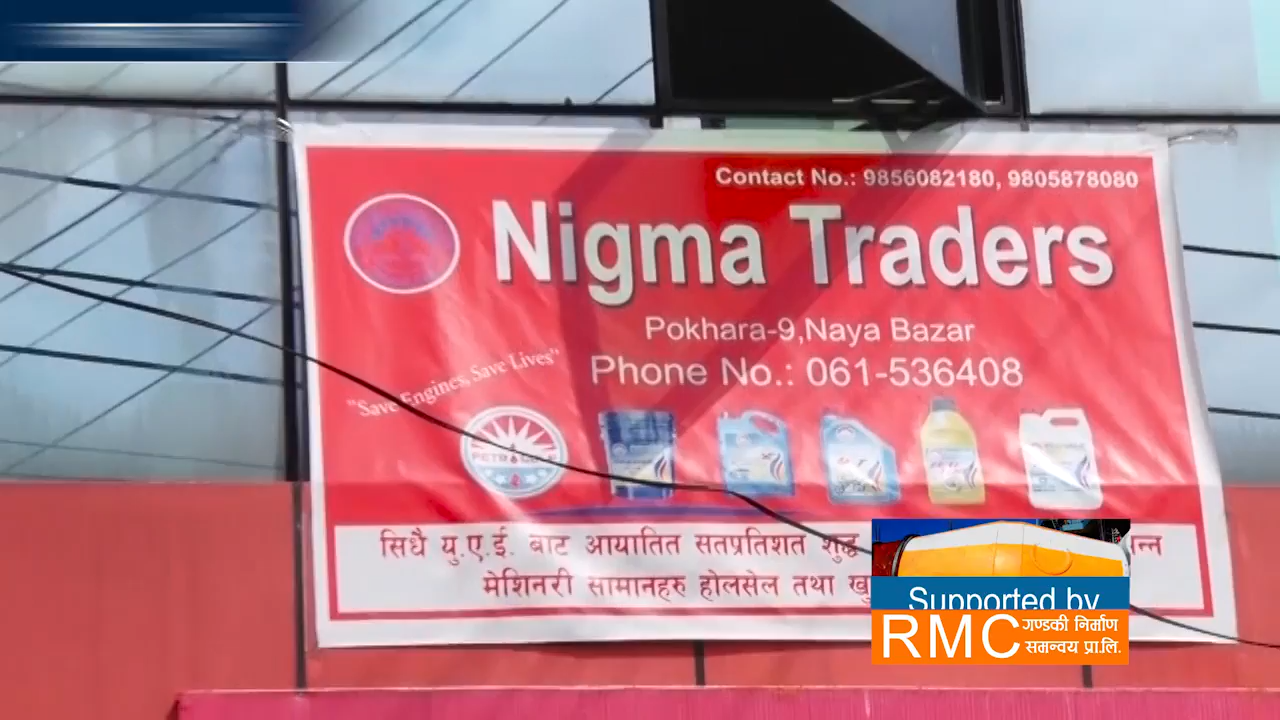 Contact No.: 9856082180, 9805878080
Nigma Traders
Pokhara-9,Naya Bazar
Phone No.: 061-536408
"Save Engines, Save Lives"
सिधै यु.ए.ई. बाट आयातित सतप्रतिशत शुद्ध
मेशिनरी सामानहरु होलसेल तथा
Supported by
RMC गण्डकी निर्माण
समन्वय प्रा.लि.